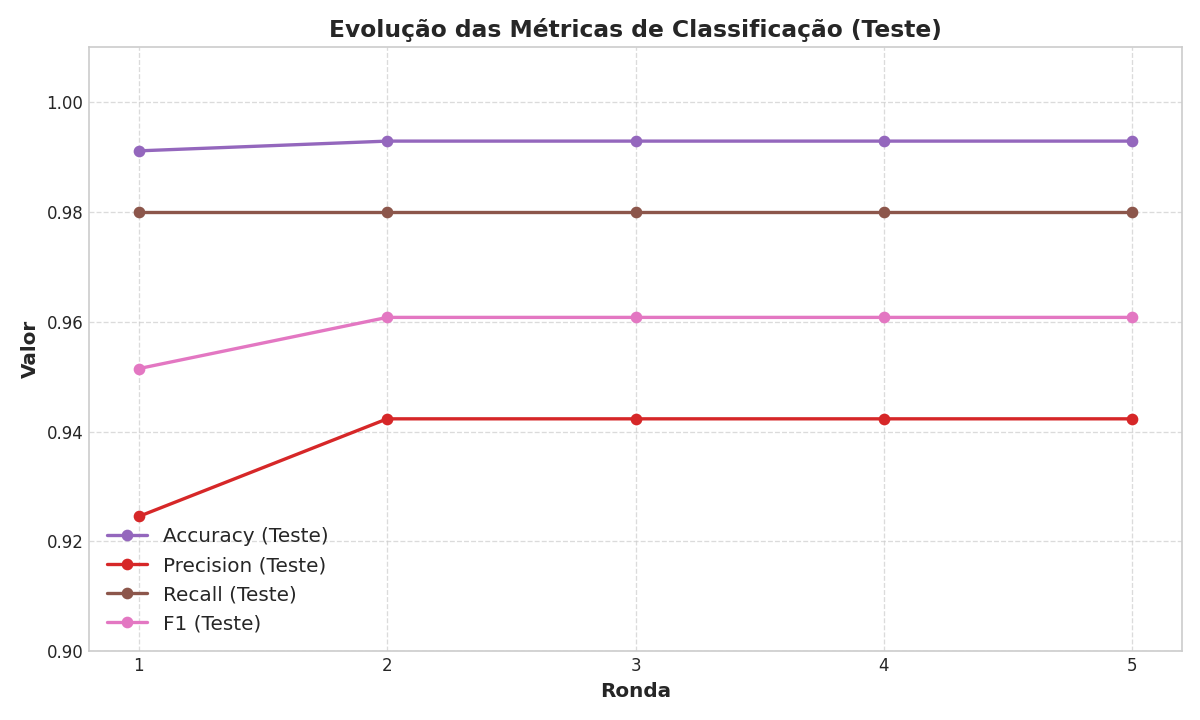 Evolução das Métricas de Classificação (Teste)
Valor
1.00
0.98
0.96
0.94
0.92
0.90
Accuracy (Teste)
Precision (Teste)
Recall (Teste)
F1 (Teste)
1 2 3 4 5
Ronda